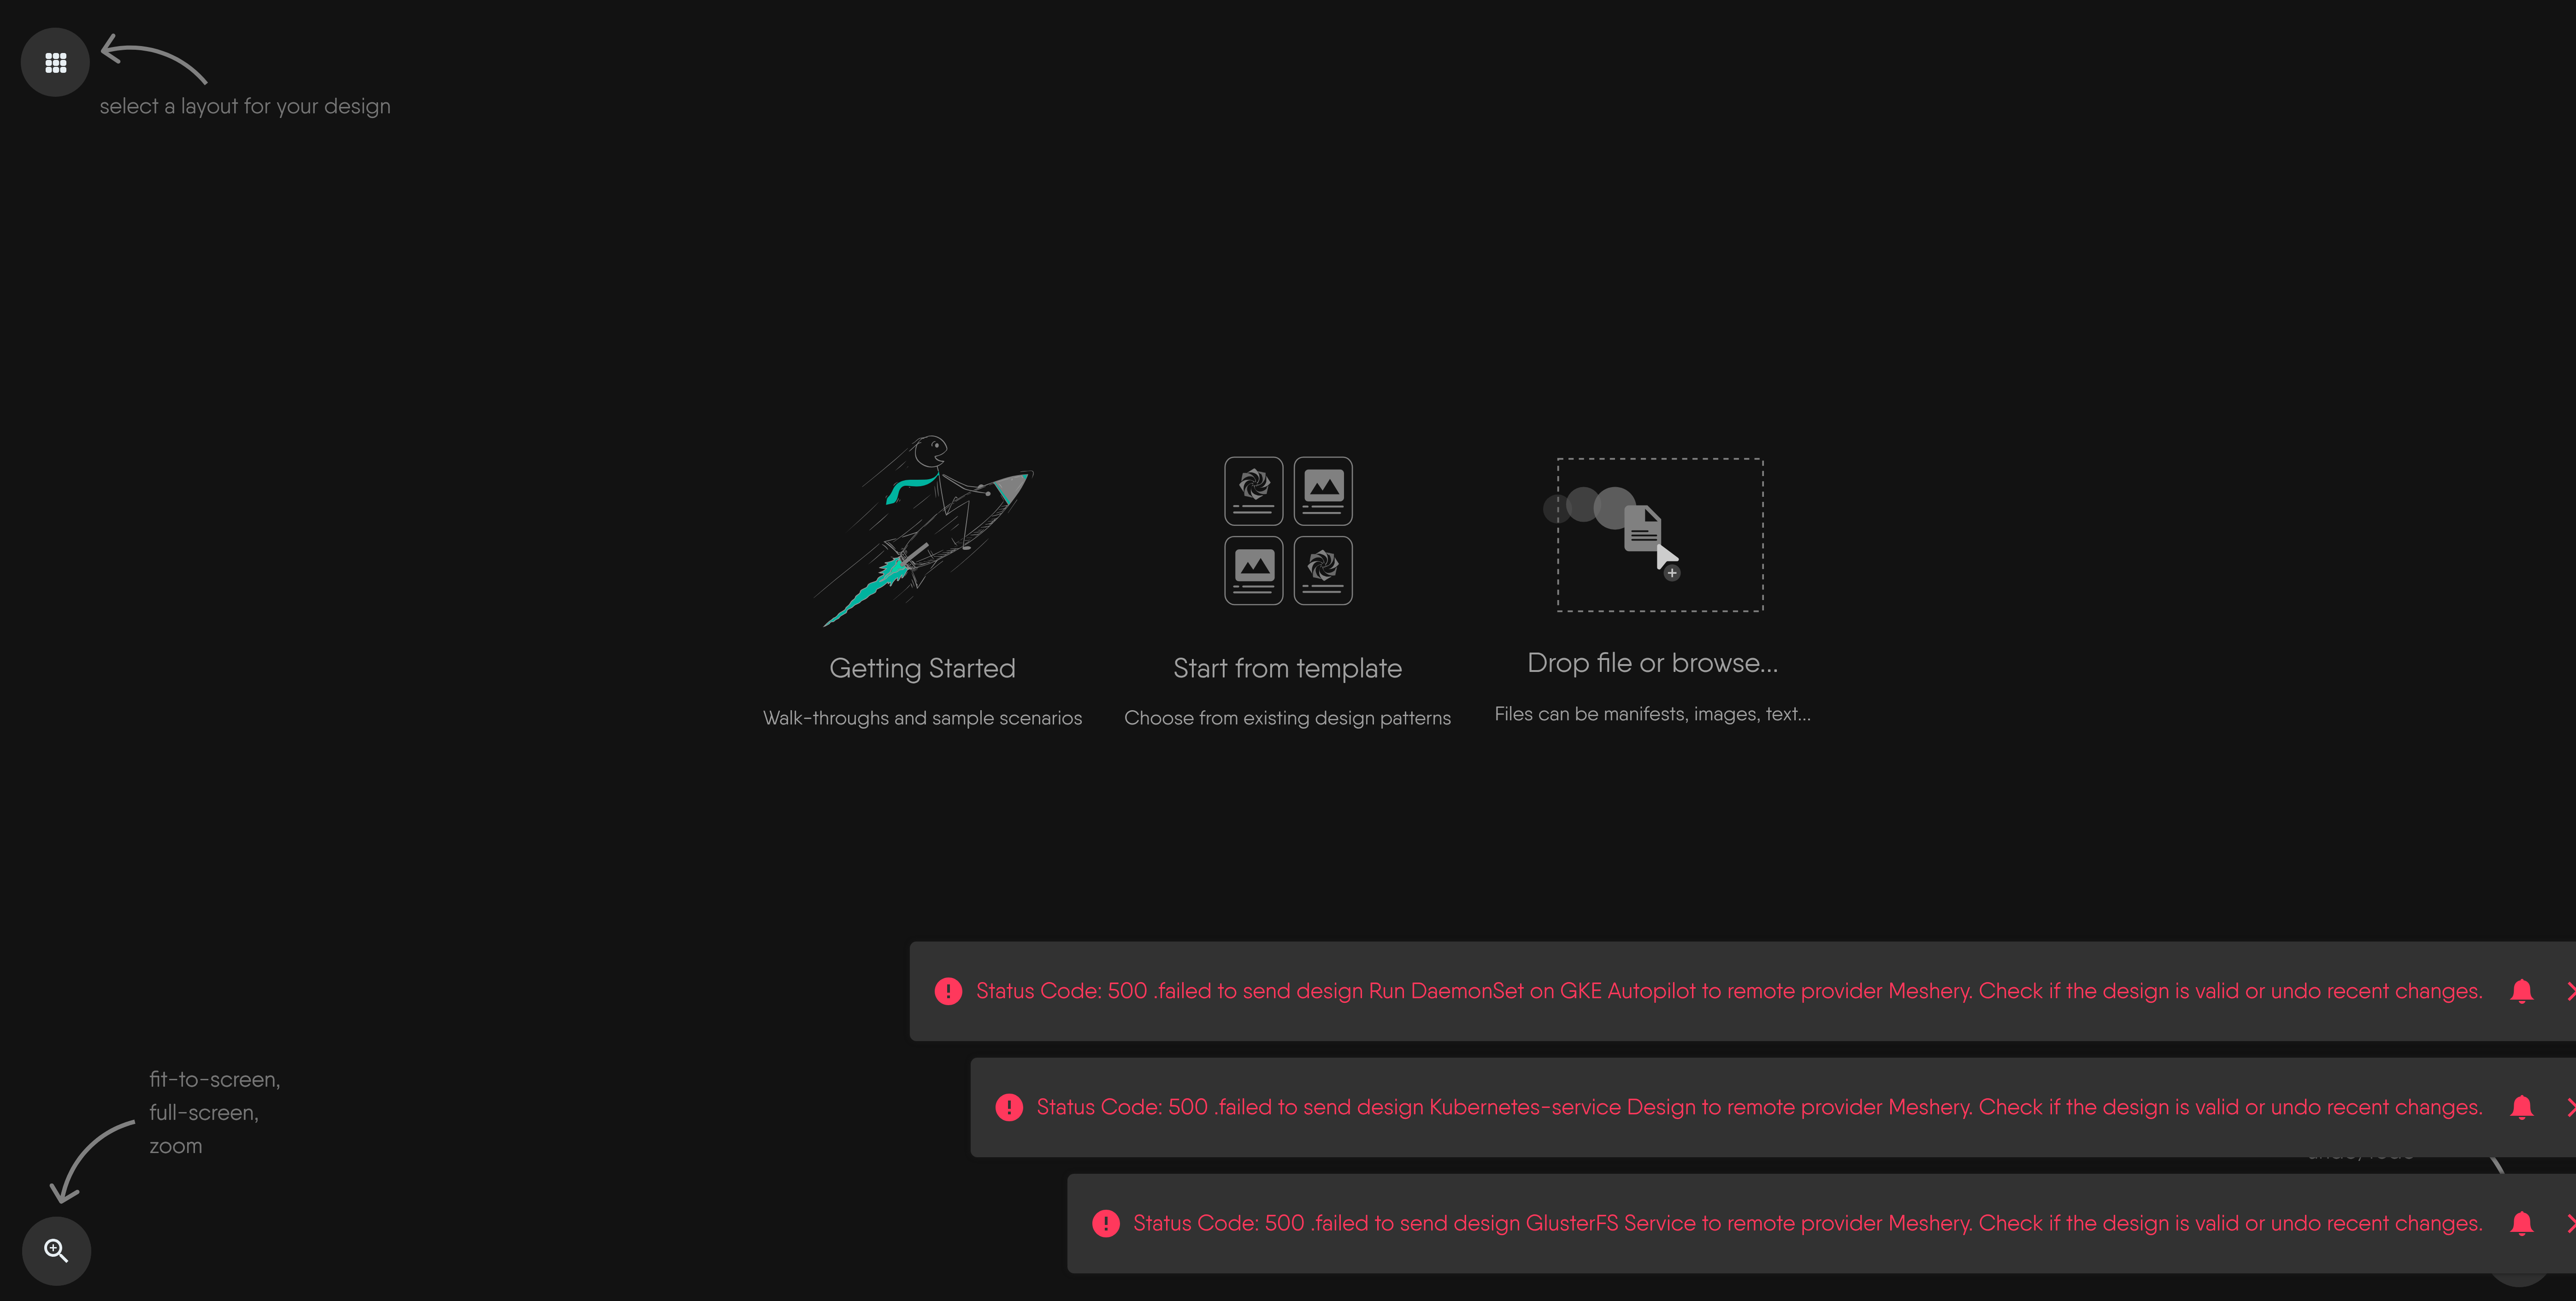 select a layout for your design
Getting Started
Walk-throughs and sample scenarios
Start from template
Choose from existing design patterns
Drop file or browse...
Files can be manifests, images, text...
Status Code: 500 .failed to send design Run DaemonSet on GKE Autopilot to remote provider Meshery. Check if the design is valid or undo recent changes.
Status Code: 500 .failed to send design Kubernetes-service Design to remote provider Meshery. Check if the design is valid or undo recent changes.
Status Code: 500 .failed to send design GlusterFS Service to remote provider Meshery. Check if the design is valid or undo recent changes.
fit-to-screen,
full-screen,
zoom